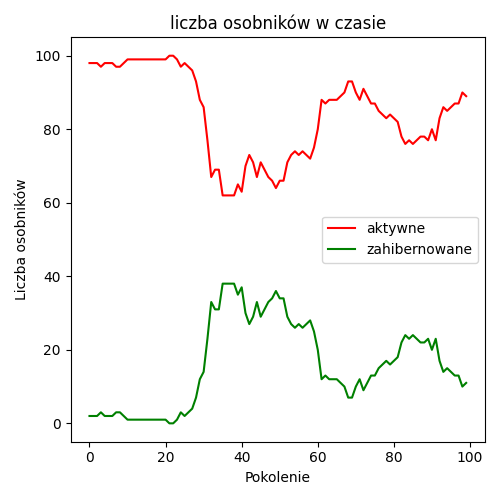 liczba osobników w czasie
Liczba osobników
100
80
60
40
20
0
aktywne
zahibernowane
0 20 40 60 80 100
Pokolenie